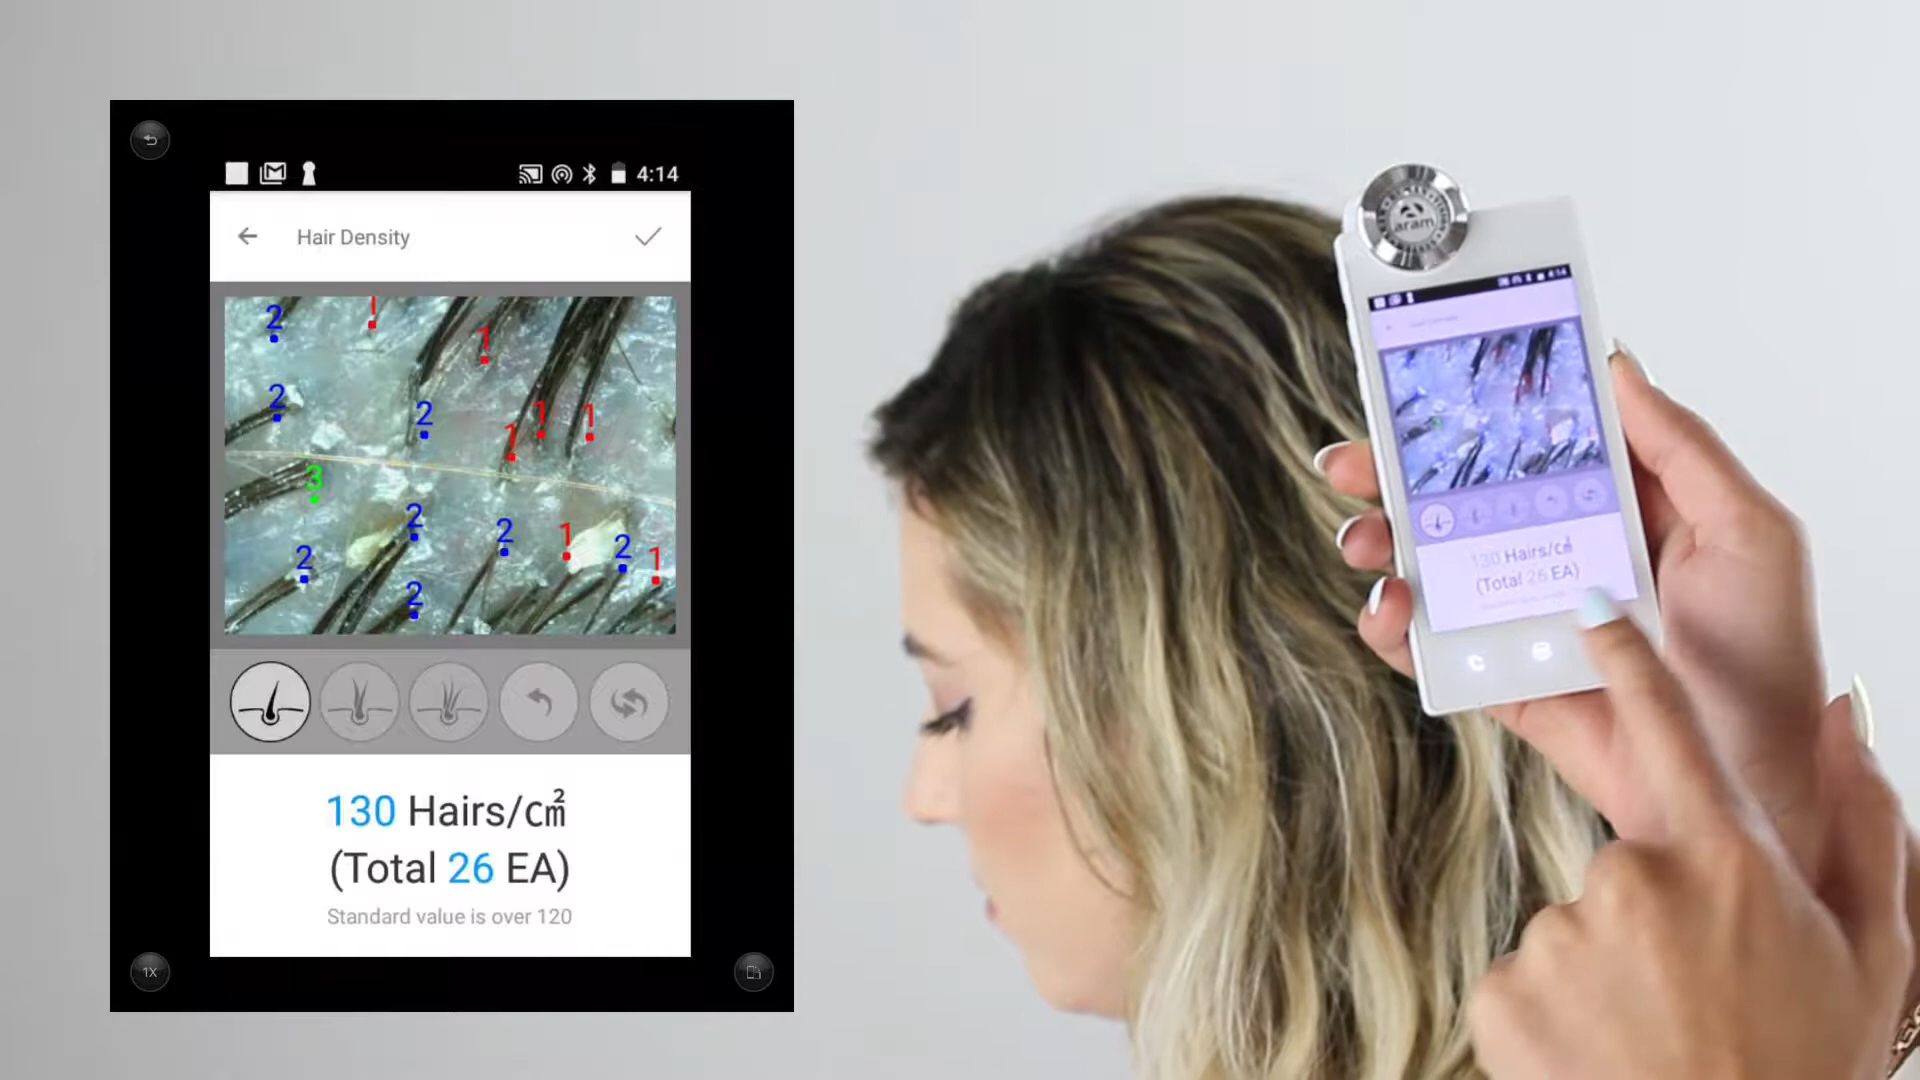 4:14
Hair Density
2
1
1
2
2
1
1
1
3
2
2
1
2
1
2
2
130 Hairs/㎠
(Total 26 EA)
Standard value is over 120
1X
aram
4:14
130 Hairs/㎠
(Total 26 EA)